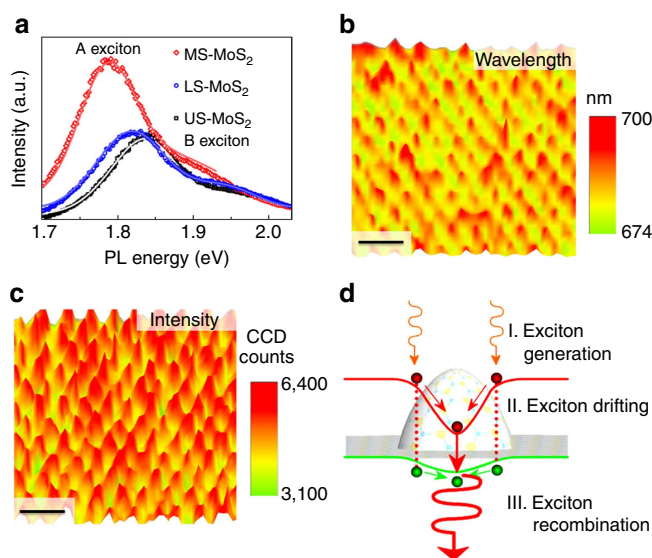 a
A exciton
MS-MoS2
LS-MoS2
US-MoS2
B exciton
Intensity (a.u.)
1.7
1.8
1.9
2.0
PL energy (eV)
b
Wavelength
nm
700
674
c
Intensity
CCD
counts
6,400
3,100
d
I. Exciton
generation
II. Exciton drifting
III. Exciton
recombination